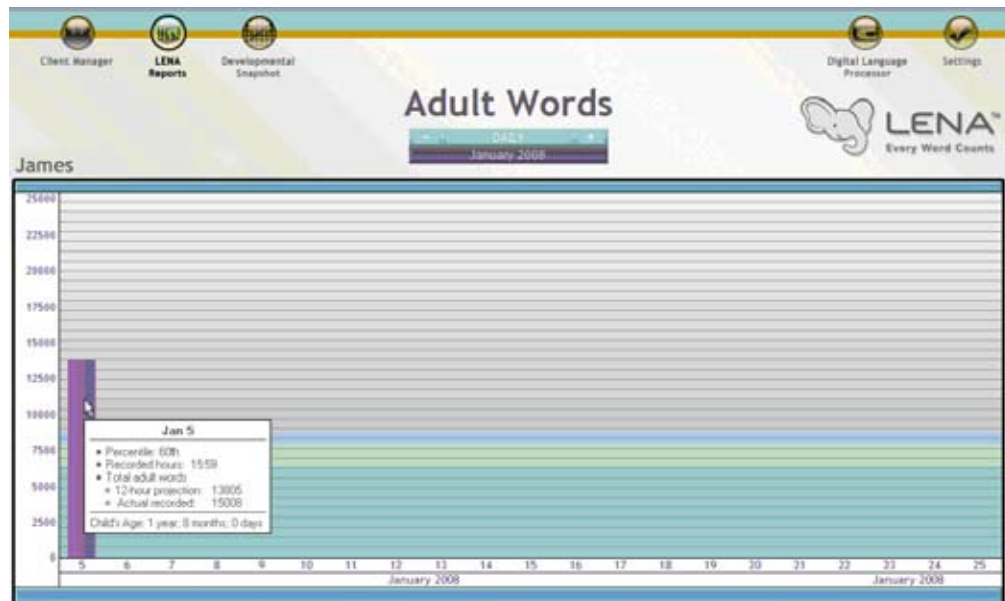 Client Manager
LENA Reports
Developmental Snapshot
Digital Language Processor
Settings
Adult Words
DAILY
January 2008
LENA™
Every Word Counts
James
25000
22500
20000
17500
15000
12500
10000
7500
5000
2500
0
Jan 5
• Percentile: 60th
• Recorded hours: 15:59
• Total adult words
12-hour projection: 13805
Actual recorded: 15008
Child's Age: 1 year; 8 months; 0 days
5 6 7 8 9 10 11 12 13 14 15 16 17 18 19 20 21 22 23 24 25
January 2008 January 2008